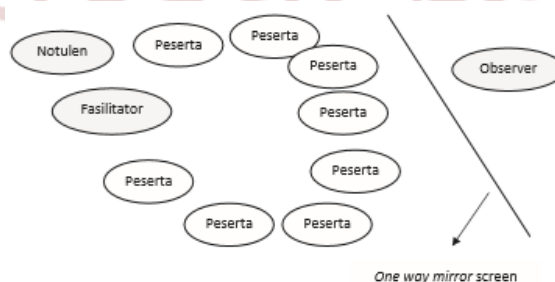 Notulen
Peserta
Peserta
Peserta
Observer
Fasilitator
Peserta
Peserta
Peserta
Peserta
Peserta
One way mirror screen